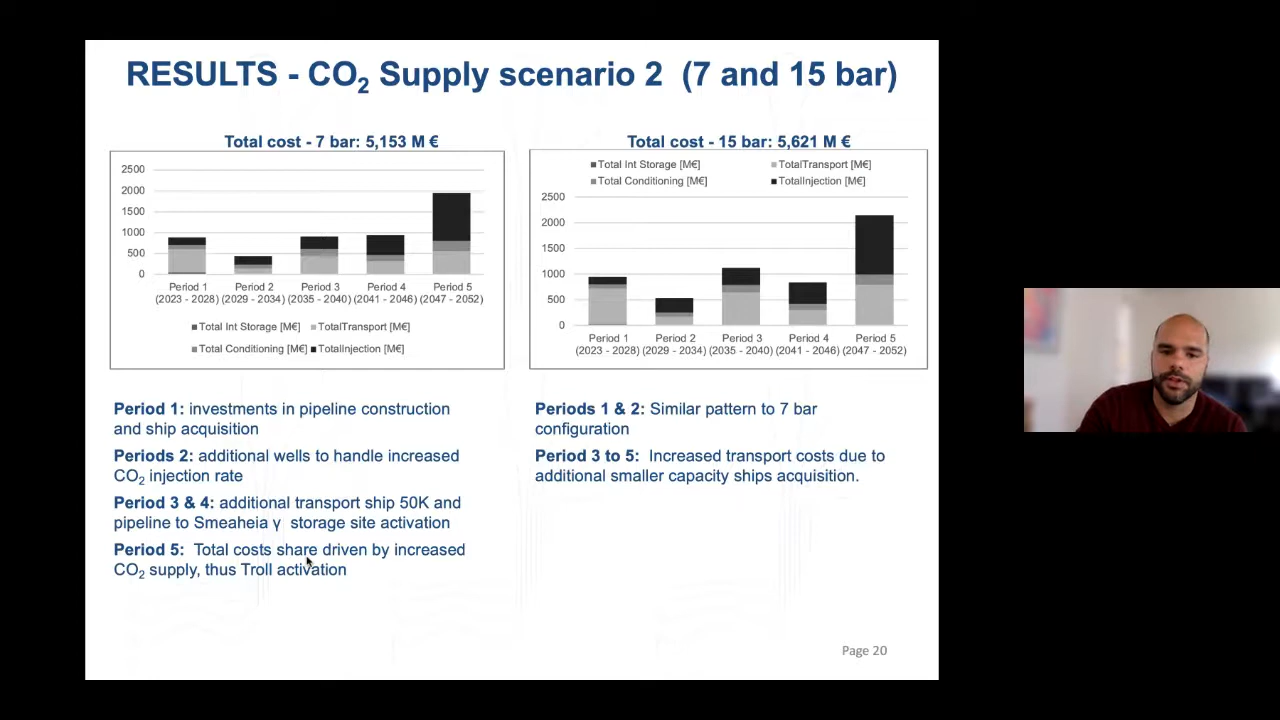 RESULTS - CO2 Supply scenario 2 (7 and 15 bar)
Total cost - 7 bar: 5,153 M €
2500
2000
1500
1000
500
0
Period 1 Period 2 Period 3 Period 4 Period 5
(2023 - 2028) (2029 - 2034) (2035 - 2040) (2041 - 2046) (2047 - 2052)
Total Int Storage [M€] TotalTransport [M€]
Total Conditioning [M€] TotalInjection [M€]
Total cost - 15 bar: 5,621 M €
Total Int Storage [M€] TotalTransport [M€]
Total Conditioning [M€] TotalInjection [M€]
2500
2000
1500
1000
500
0
Period 1 Period 2 Period 3 Period 4 Period 5
(2023 - 2028) (2029 - 2034) (2035 - 2040) (2041 - 2046) (2047 - 2052)
Period 1: investments in pipeline construction
and ship acquisition
Periods 2: additional wells to handle increased
CO2 injection rate
Period 3 & 4: additional transport ship 50K and
pipeline to Smeaheia γ storage site activation
Period 5: Total costs share driven by increased
CO2 supply, thus Troll activation
Periods 1 & 2: Similar pattern to 7 bar
configuration
Period 3 to 5: Increased transport costs due to
additional smaller capacity ships acquisition.
Page 20